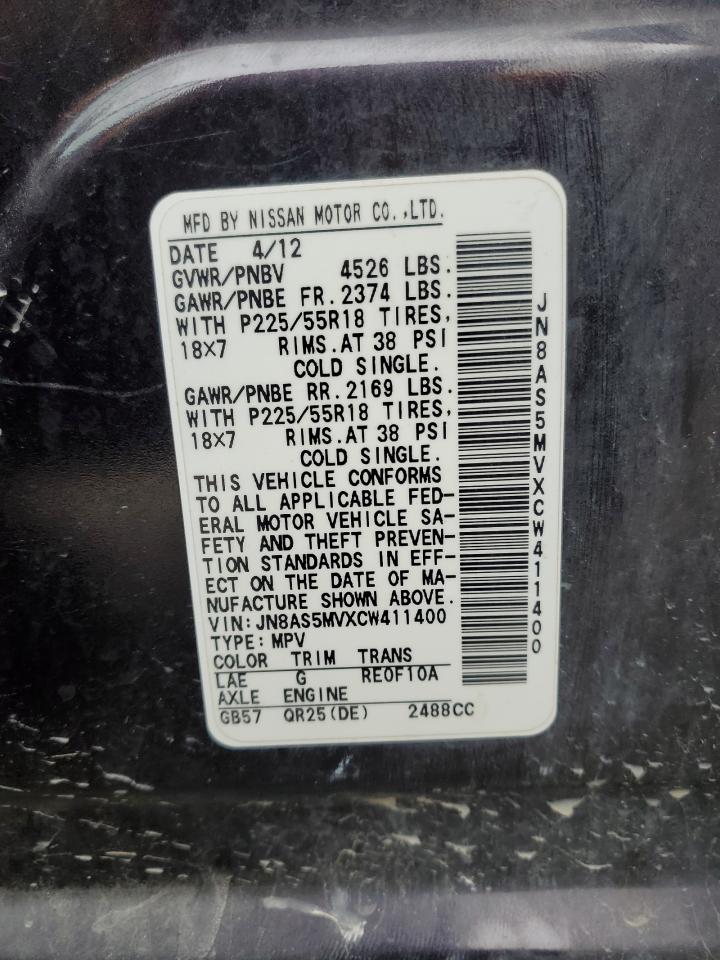 MFD BY NISSAN MOTOR CO.,LTD.
DATE 4/12
GVWR/PNBV 4526 LBS.
GAWR/PNBE FR. 2374 LBS.
WITH P225/55R18 TIRES,
18X7 RIMS. AT 38 PSI
COLD SINGLE.
GAWR/PNBE RR. 2169 LBS.
WITH P225/55R18 TIRES,
18X7 RIMS. AT 38 PSI
COLD SINGLE.
THIS VEHICLE CONFORMS
TO ALL APPLICABLE FED-
ERAL MOTOR VEHICLE SA-
FETY AND THEFT PREVEN-
TION STANDARDS IN EFF-
ECT ON THE DATE OF MA-
NUFACTURE SHOWN ABOVE.
VIN: JN8AS5MVXCW411400
TYPE: MPV
COLOR TRIM TRANS
LAE G RE0F10A
AXLE ENGINE
GB57 QR25(DE) 2488CC
JN8AS5MVXCW411400